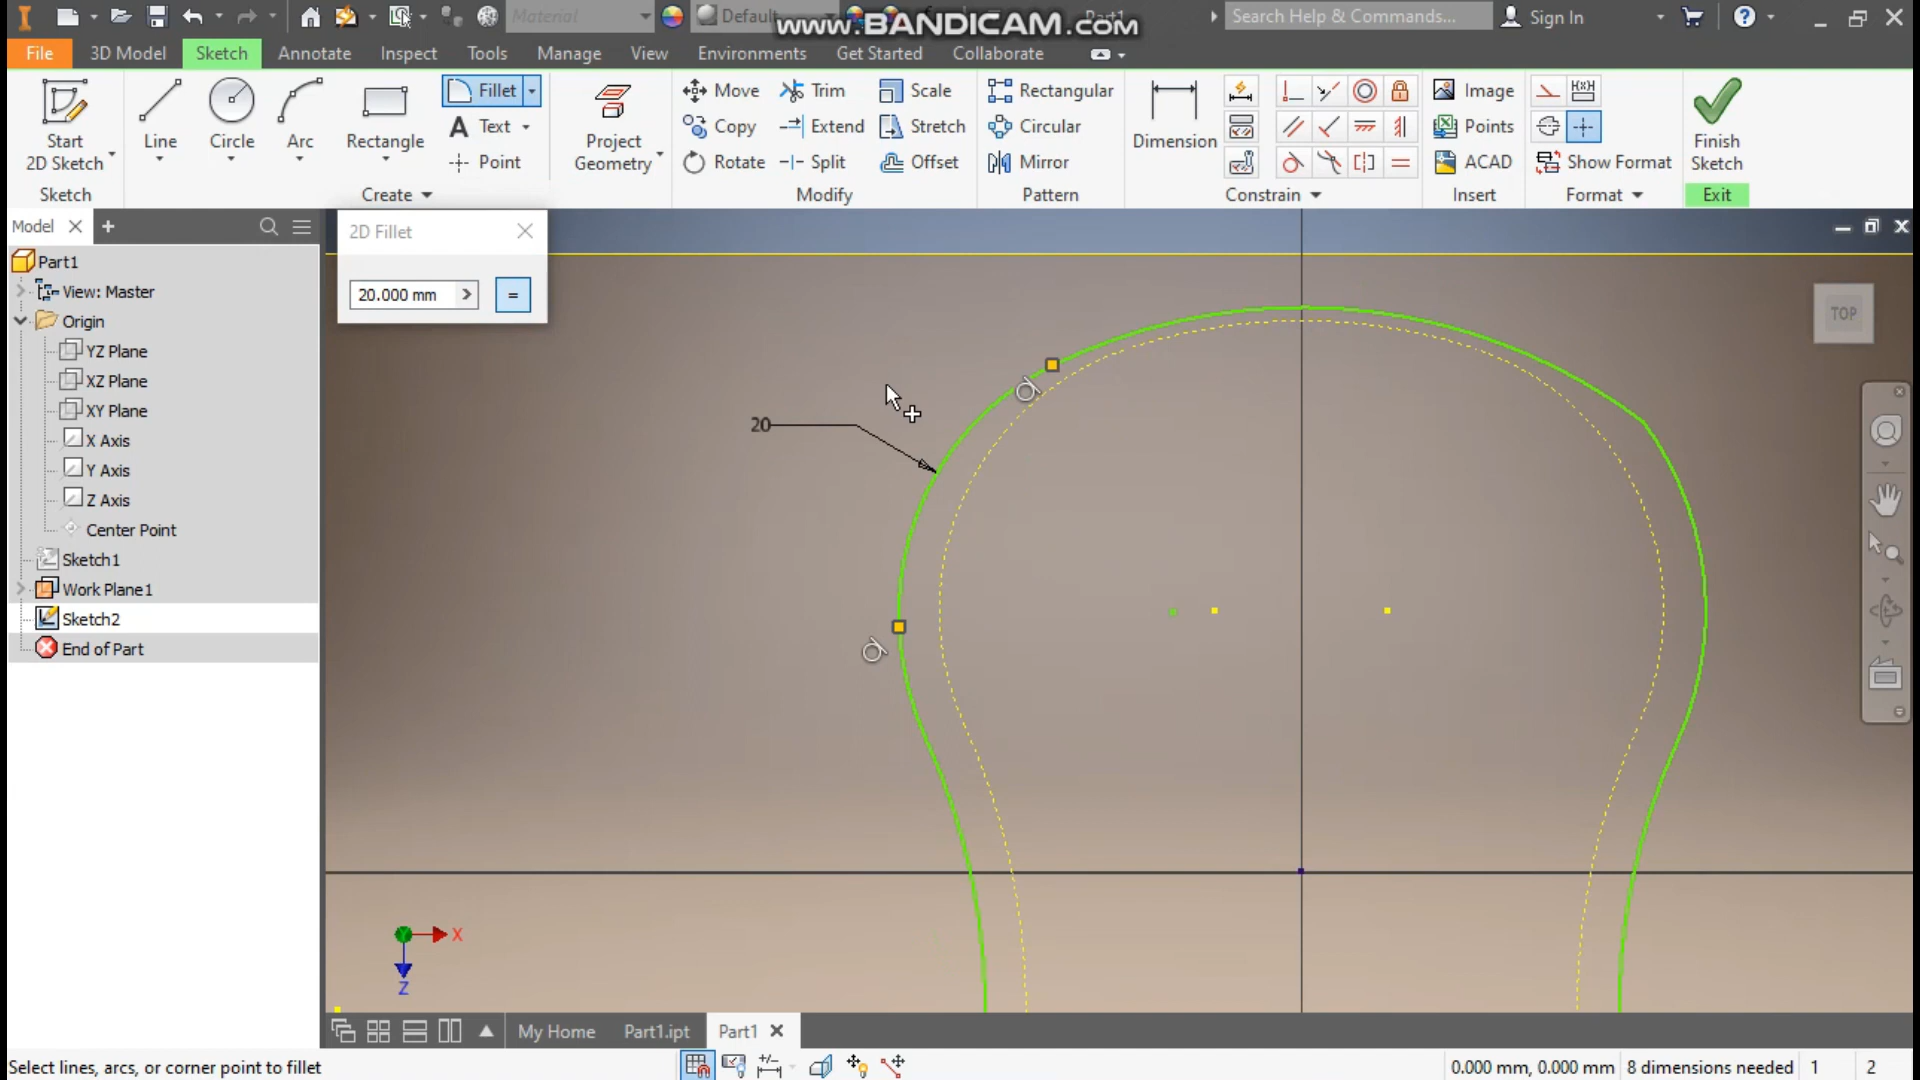 Material
Default
www.BANDICAM.com
Part1
Search Help & Commands...
Sign In
File
3D Model
Sketch
Annotate
Inspect
Tools
Manage
View
Environments
Get Started
Collaborate
Start
2D Sketch
Line
Circle
Arc
Rectangle
Fillet
Text
Point
Project
Geometry
Move
Copy
Rotate
Trim
Extend
Split
Scale
Stretch
Offset
Rectangular
Circular
Mirror
Dimension
Image
Points
ACAD
Show Format
Finish
Sketch
Sketch
Create
Modify
Pattern
Constrain
Insert
Format
Exit
Model
Part1
View: Master
Origin
YZ Plane
XZ Plane
XY Plane
X Axis
Y Axis
Z Axis
Center Point
Sketch1
Work Plane1
Sketch2
End of Part
2D Fillet
20.000 mm
=
20
TOP
X
Z
My Home
Part1.ipt
Part1
Select lines, arcs, or corner point to fillet
0.000 mm, 0.000 mm
8 dimensions needed
1
2